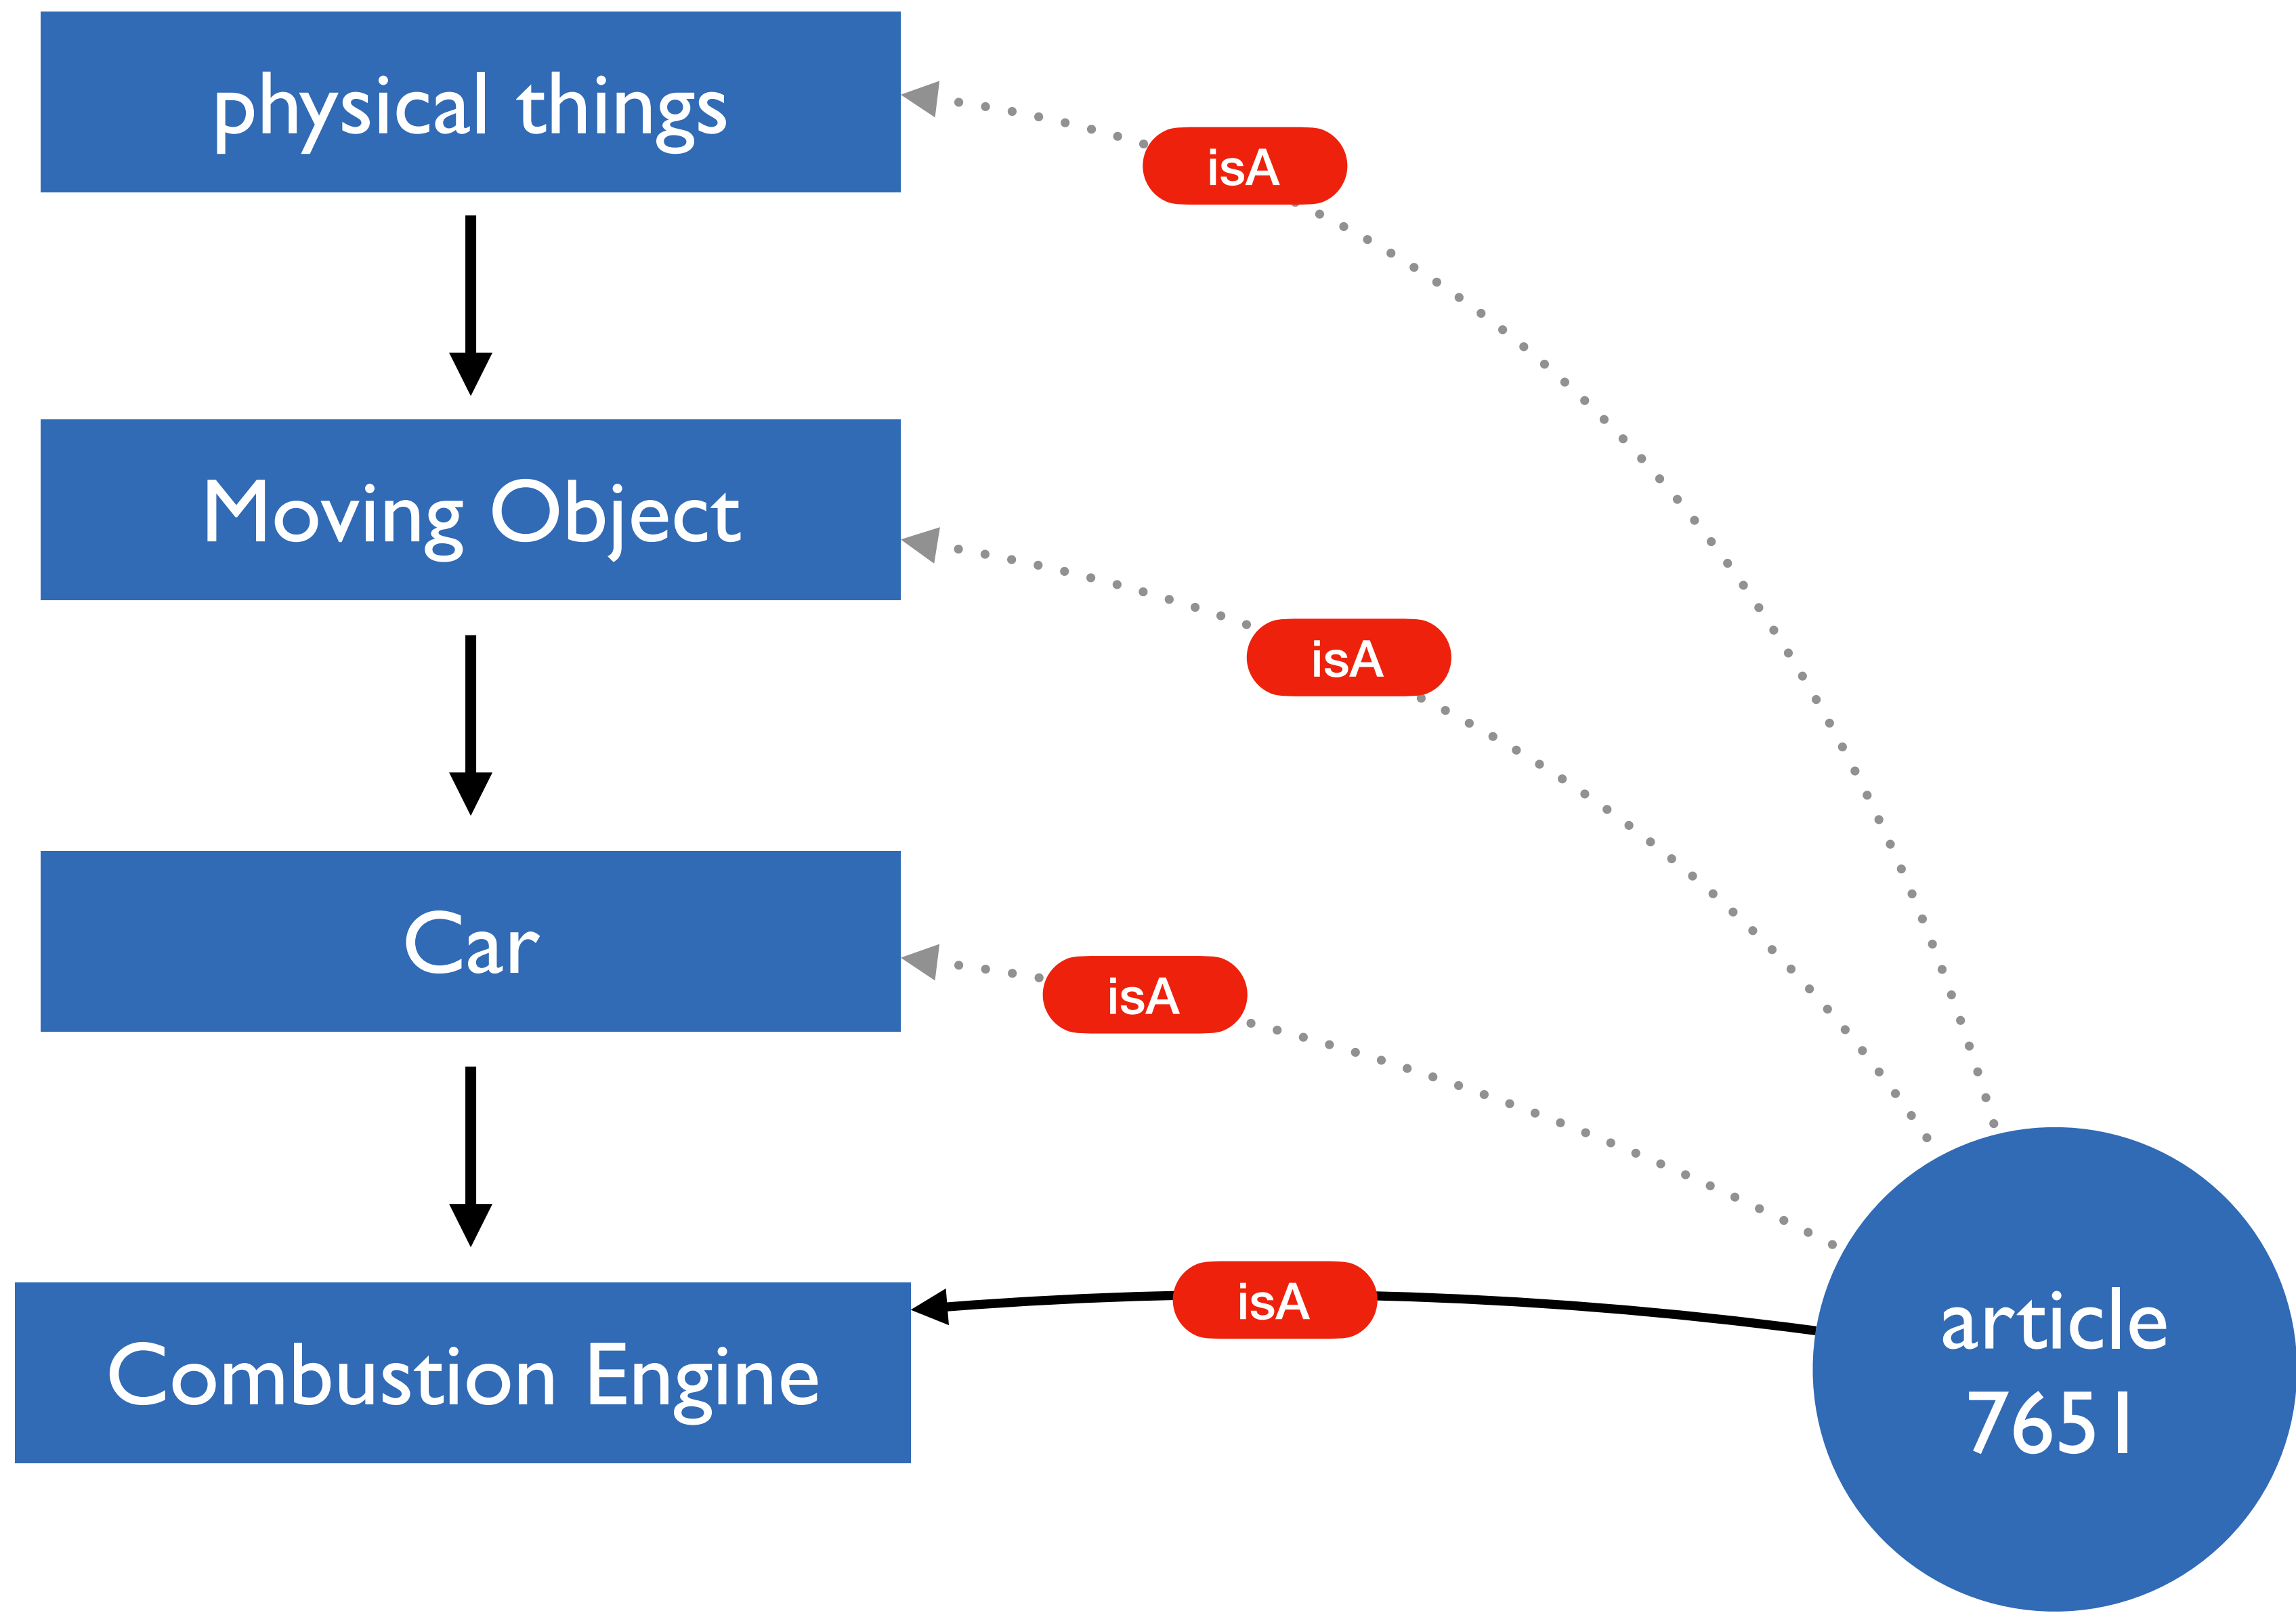 physical things
isA
Moving Object
isA
Car
isA
Combustion Engine
isA
article
7651